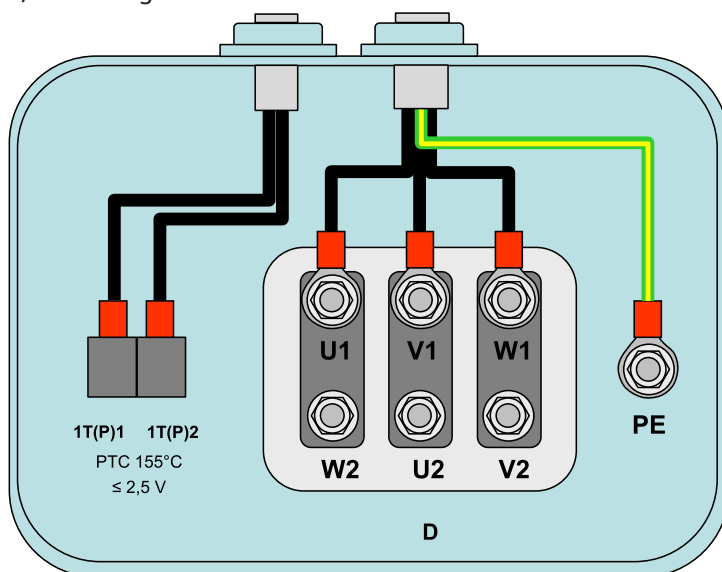 U1 V1 W1
1T(P)1 1T(P)2
PE
PTC 155°C
W2 U2 V2
≤ 2,5 V
D